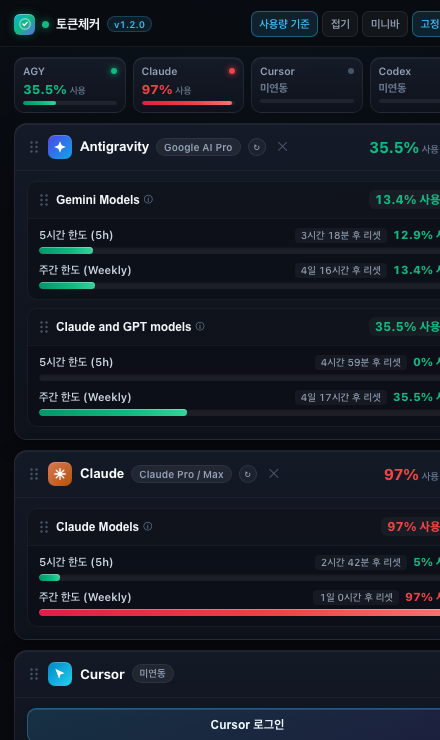 토큰체커 v1.2.0 사용량 기준 접기 미니바 고정
AGY Claude Cursor Codex
35.5% 사용 97% 사용 미연동 미연동
Antigravity Google AI Pro ↻ × 35.5% 사용
Gemini Models ⓘ 13.4% 사용
5시간 한도 (5h) 3시간 18분 후 리셋 12.9%
주간 한도 (Weekly) 4일 16시간 후 리셋 13.4%
Claude and GPT models ⓘ 35.5% 사용
5시간 한도 (5h) 4시간 59분 후 리셋 0%
주간 한도 (Weekly) 4일 17시간 후 리셋 35.5%
Claude Claude Pro / Max ↻ × 97% 사용
Claude Models ⓘ 97% 사용
5시간 한도 (5h) 2시간 42분 후 리셋 5%
주간 한도 (Weekly) 1일 0시간 후 리셋 97%
Cursor 미연동
Cursor 로그인